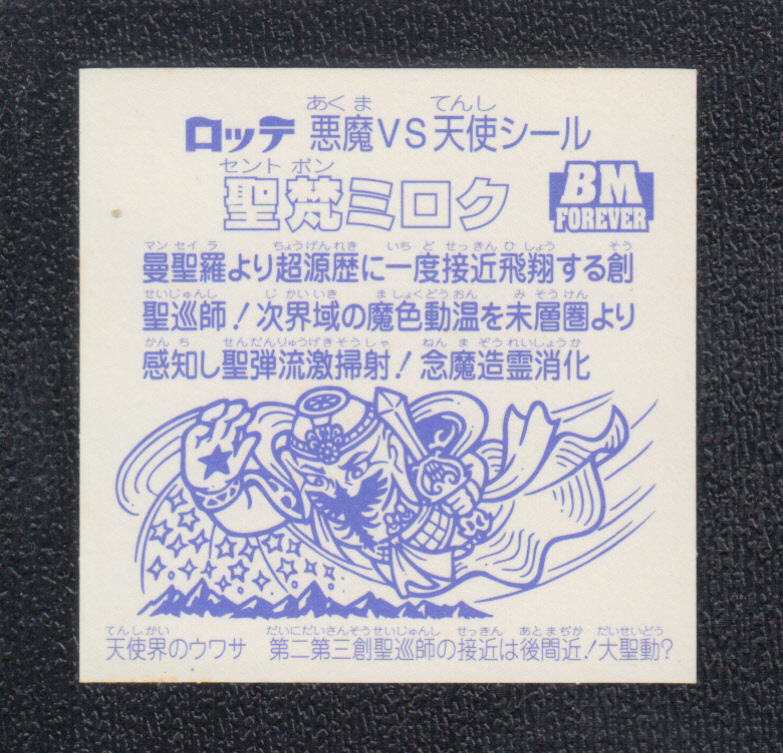 あくま てんし
ロッテ 悪魔VS天使シール
セント ボン
聖梵ミロク
BM
FOREVER
マン セイ ラ ちょうげんれき いち ど せっきん ひ しょう そう
曼聖羅より超源歴に一度接近飛翔する創
せいじゅんし じ かいいき ま しょくどうおん み そうけん
聖巡師！次界域の魔色動温を末層圏より
かん ち せんだんりゅうげきそうしゃ ねん ま ぞうれいしょうか
感知し聖弾流激掃射！念魔造霊消化
てんしかい だいにだいさんそうせいじゅんし せっきん あとまぢか だいせいどう
天使界のウワサ 第二第三創聖巡師の接近は後間近！大聖動？